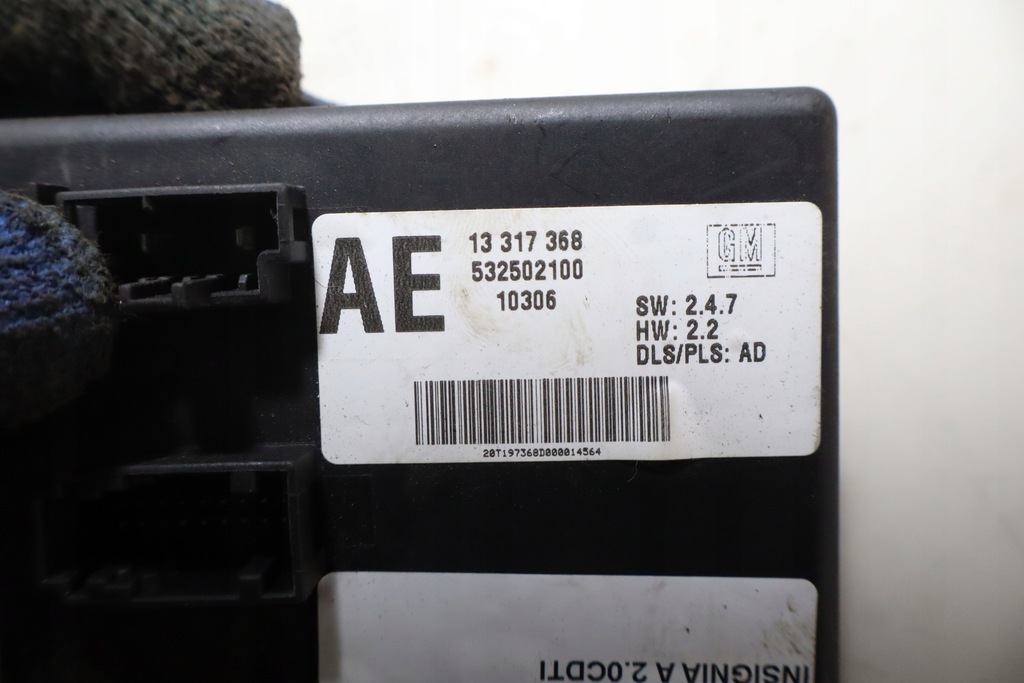 AE
13 317 368
532502100
10306
GM
SW: 2.4.7
HW: 2.2
DLS/PLS: AD
20T197368D000014564
INSIGNIA A 2.0CDTI